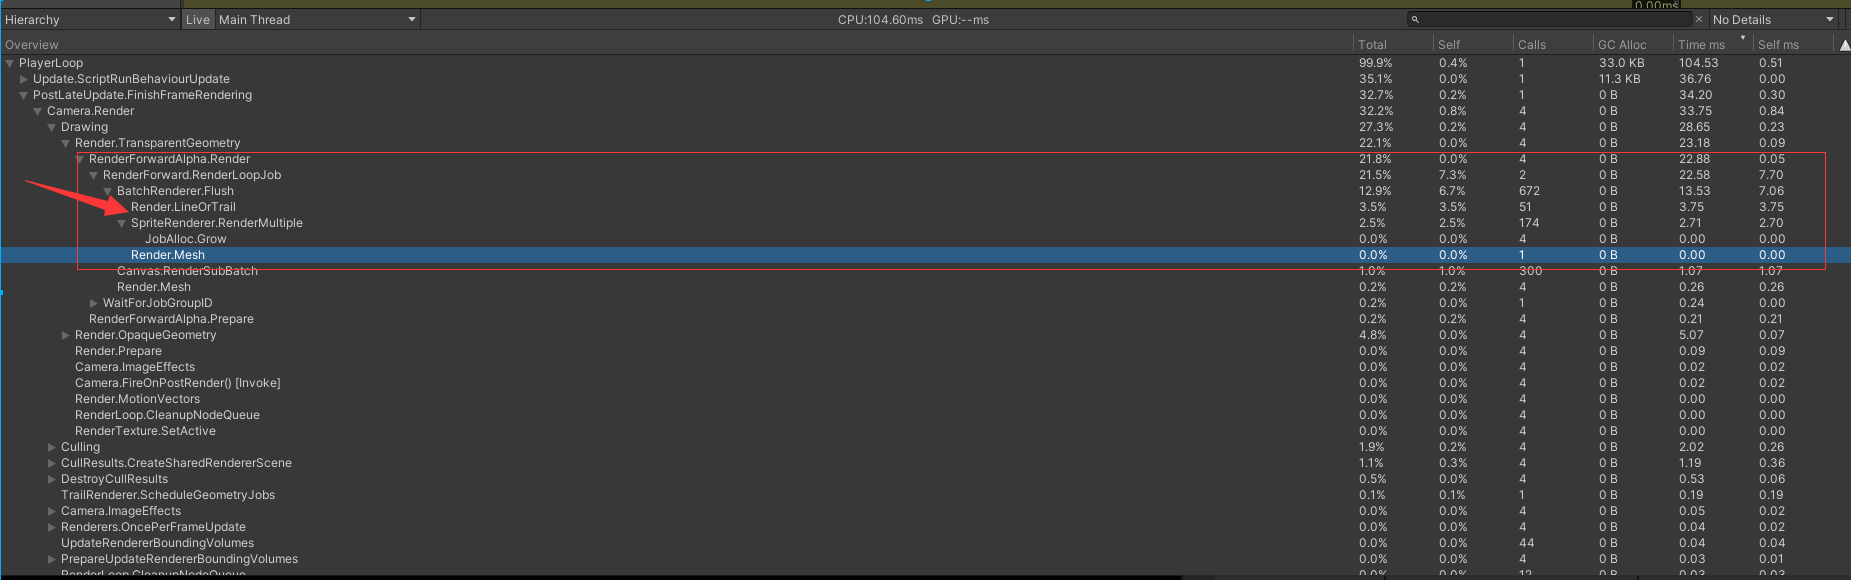 0.00ms
Hierarchy Live Main Thread CPU:104.60ms GPU:--ms No Details
Overview Total Self Calls GC Alloc Time ms Self ms
PlayerLoop 99.9% 0.4% 1 33.0 KB 104.53 0.51
Update.ScriptRunBehaviourUpdate 35.1% 0.0% 1 11.3 KB 36.76 0.00
PostLateUpdate.FinishFrameRendering 32.7% 0.2% 1 0 B 34.20 0.30
Camera.Render 32.2% 0.8% 4 0 B 33.75 0.84
Drawing 27.3% 0.2% 4 0 B 28.65 0.23
Render.TransparentGeometry 22.1% 0.0% 4 0 B 23.18 0.09
RenderForwardAlpha.Render 21.8% 0.0% 4 0 B 22.88 0.05
RenderForward.RenderLoopJob 21.5% 7.3% 2 0 B 22.58 7.70
BatchRenderer.Flush 12.9% 6.7% 672 0 B 13.53 7.06
Render.LineOrTrail 3.5% 3.5% 51 0 B 3.75 3.75
SpriteRenderer.RenderMultiple 2.5% 2.5% 174 0 B 2.71 2.70
JobAlloc.Grow 0.0% 0.0% 4 0 B 0.00 0.00
Render.Mesh 0.0% 0.0% 1 0 B 0.00 0.00
Canvas.RenderSubBatch 1.0% 1.0% 300 0 B 1.07 1.07
Render.Mesh 0.2% 0.2% 4 0 B 0.26 0.26
WaitForJobGroupID 0.2% 0.0% 1 0 B 0.24 0.00
RenderForwardAlpha.Prepare 0.2% 0.2% 4 0 B 0.21 0.21
Render.OpaqueGeometry 4.8% 0.0% 4 0 B 5.07 0.07
Render.Prepare 0.0% 0.0% 4 0 B 0.09 0.09
Camera.ImageEffects 0.0% 0.0% 4 0 B 0.02 0.02
Camera.FireOnPostRender() [Invoke] 0.0% 0.0% 4 0 B 0.02 0.02
Render.MotionVectors 0.0% 0.0% 4 0 B 0.00 0.00
RenderLoop.CleanupNodeQueue 0.0% 0.0% 4 0 B 0.00 0.00
RenderTexture.SetActive 0.0% 0.0% 4 0 B 0.00 0.00
Culling 1.9% 0.2% 4 0 B 2.02 0.26
CullResults.CreateSharedRendererScene 1.1% 0.3% 4 0 B 1.19 0.36
DestroyCullResults 0.5% 0.0% 4 0 B 0.53 0.06
TrailRenderer.ScheduleGeometryJobs 0.1% 0.1% 1 0 B 0.19 0.19
Camera.ImageEffects 0.0% 0.0% 4 0 B 0.05 0.02
Renderers.OncePerFrameUpdate 0.0% 0.0% 4 0 B 0.04 0.02
UpdateRendererBoundingVolumes 0.0% 0.0% 44 0 B 0.04 0.04
PrepareUpdateRendererBoundingVolumes 0.0% 0.0% 4 0 B 0.03 0.01
RenderLoop.CleanupNodeQueue 0.0% 0.0% 12 0 B 0.03 0.03